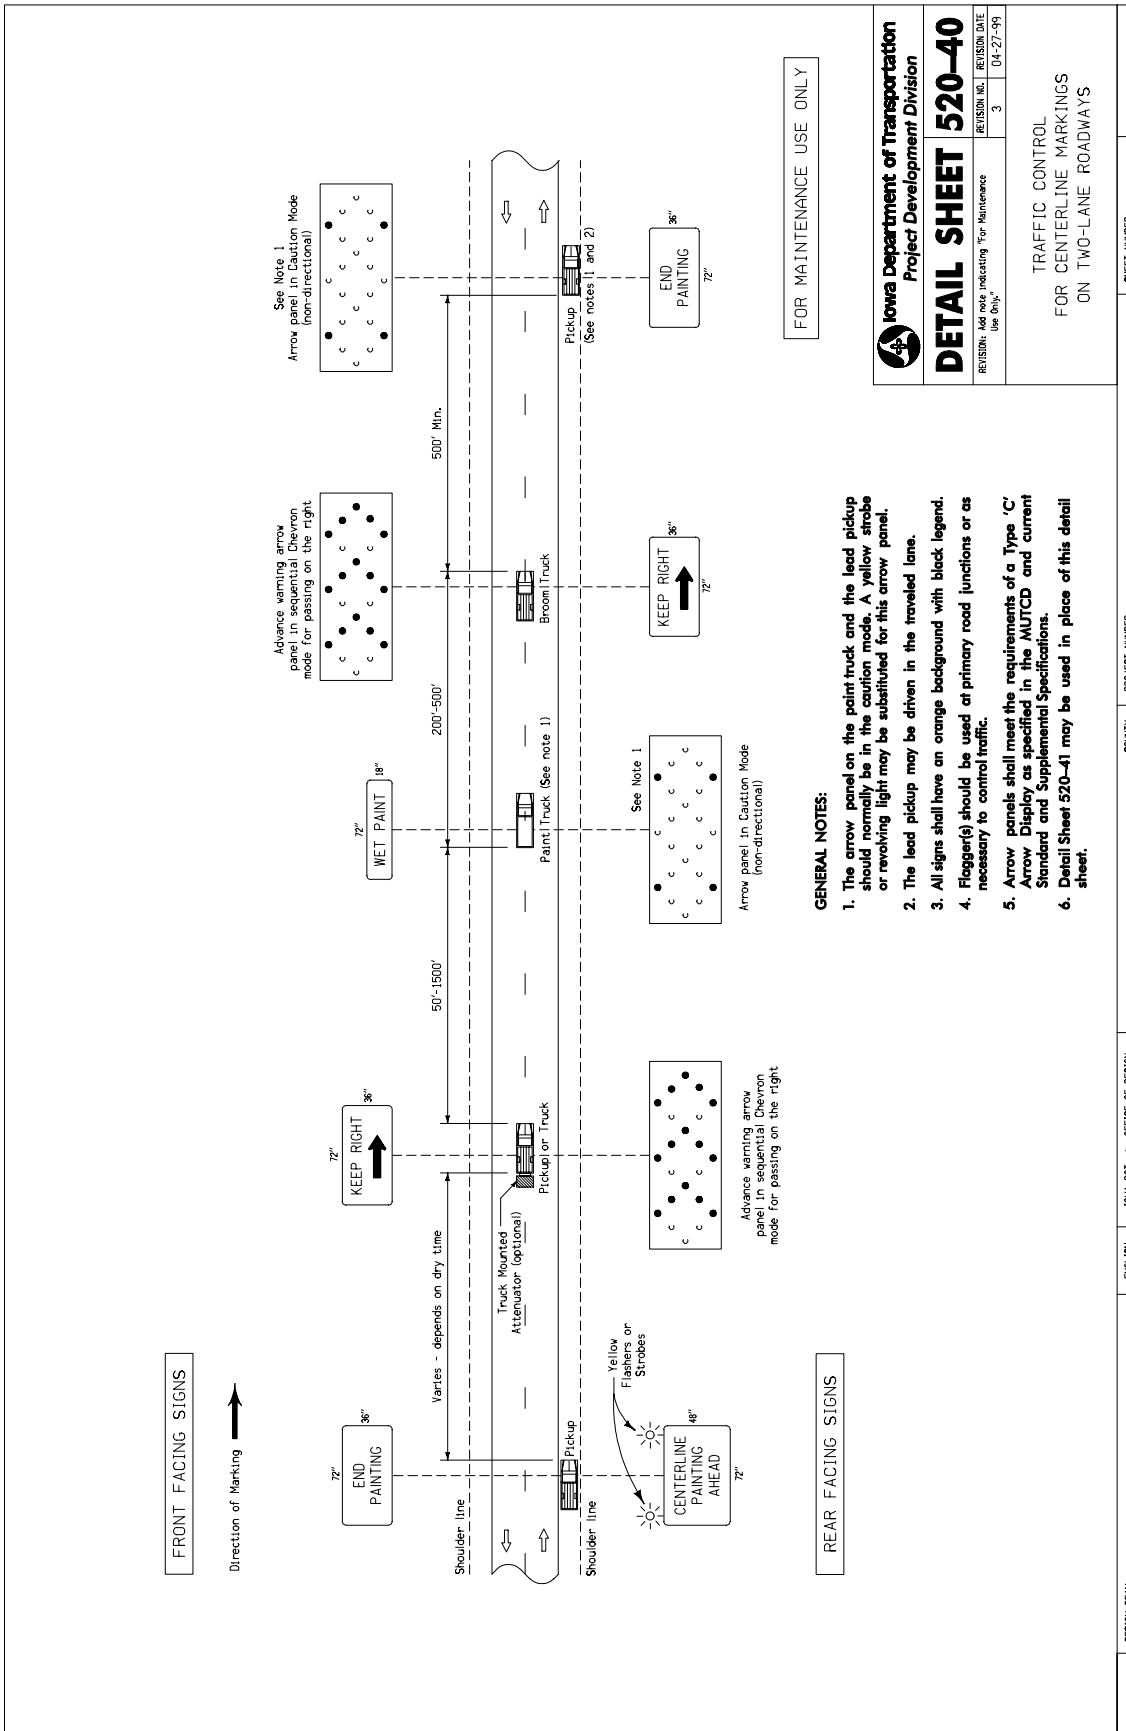 FRONT FACING SIGNS
Direction of Marking
72"
END
PAINTING
36"
72"
KEEP RIGHT
36"
72"
WET PAINT
18"
Advance warning arrow
panel in sequential Chevron
mode for passing on the right
See Note 1
Arrow panel in Caution Mode
(non-directional)
Varies - depends on dry time
50'-1500'
200'-500'
500' Min.
Shoulder line
Truck Mounted
Attenuator (optional)
Pickup
Pickup or Truck
Paint Truck (See note 1)
Broom Truck
Pickup
(See notes 1 and 2)
Shoulder line
Yellow
Flashers or
Strobes
CENTERLINE
PAINTING
AHEAD
48"
72"
Advance warning arrow
panel in sequential Chevron
mode for passing on the right
See Note 1
Arrow panel in Caution Mode
(non-directional)
KEEP RIGHT
36"
72"
END
PAINTING
36"
72"
REAR FACING SIGNS
FOR MAINTENANCE USE ONLY
GENERAL NOTES:
1. The arrow panel on the paint truck and the lead pickup
should normally be in the caution mode. A yellow strobe
or revolving light may be substituted for this arrow panel.
2. The lead pickup may be driven in the traveled lane.
3. All signs shall have an orange background with black legend.
4. Flagger(s) should be used at primary road junctions or as
necessary to control traffic.
5. Arrow panels shall meet the requirements of a Type 'C'
Arrow Display as specified in the MUTCD and current
Standard and Supplemental Specifications.
6. Detail Sheet 520-41 may be used in place of this detail
sheet.
Iowa Department of Transportation
Project Development Division
DETAIL SHEET 520-40
REVISION: Add note indicating "For Maintenance
Use Only."
REVISION NO.
3
REVISION DATE
04-27-99
TRAFFIC CONTROL
FOR CENTERLINE MARKINGS
ON TWO-LANE ROADWAYS